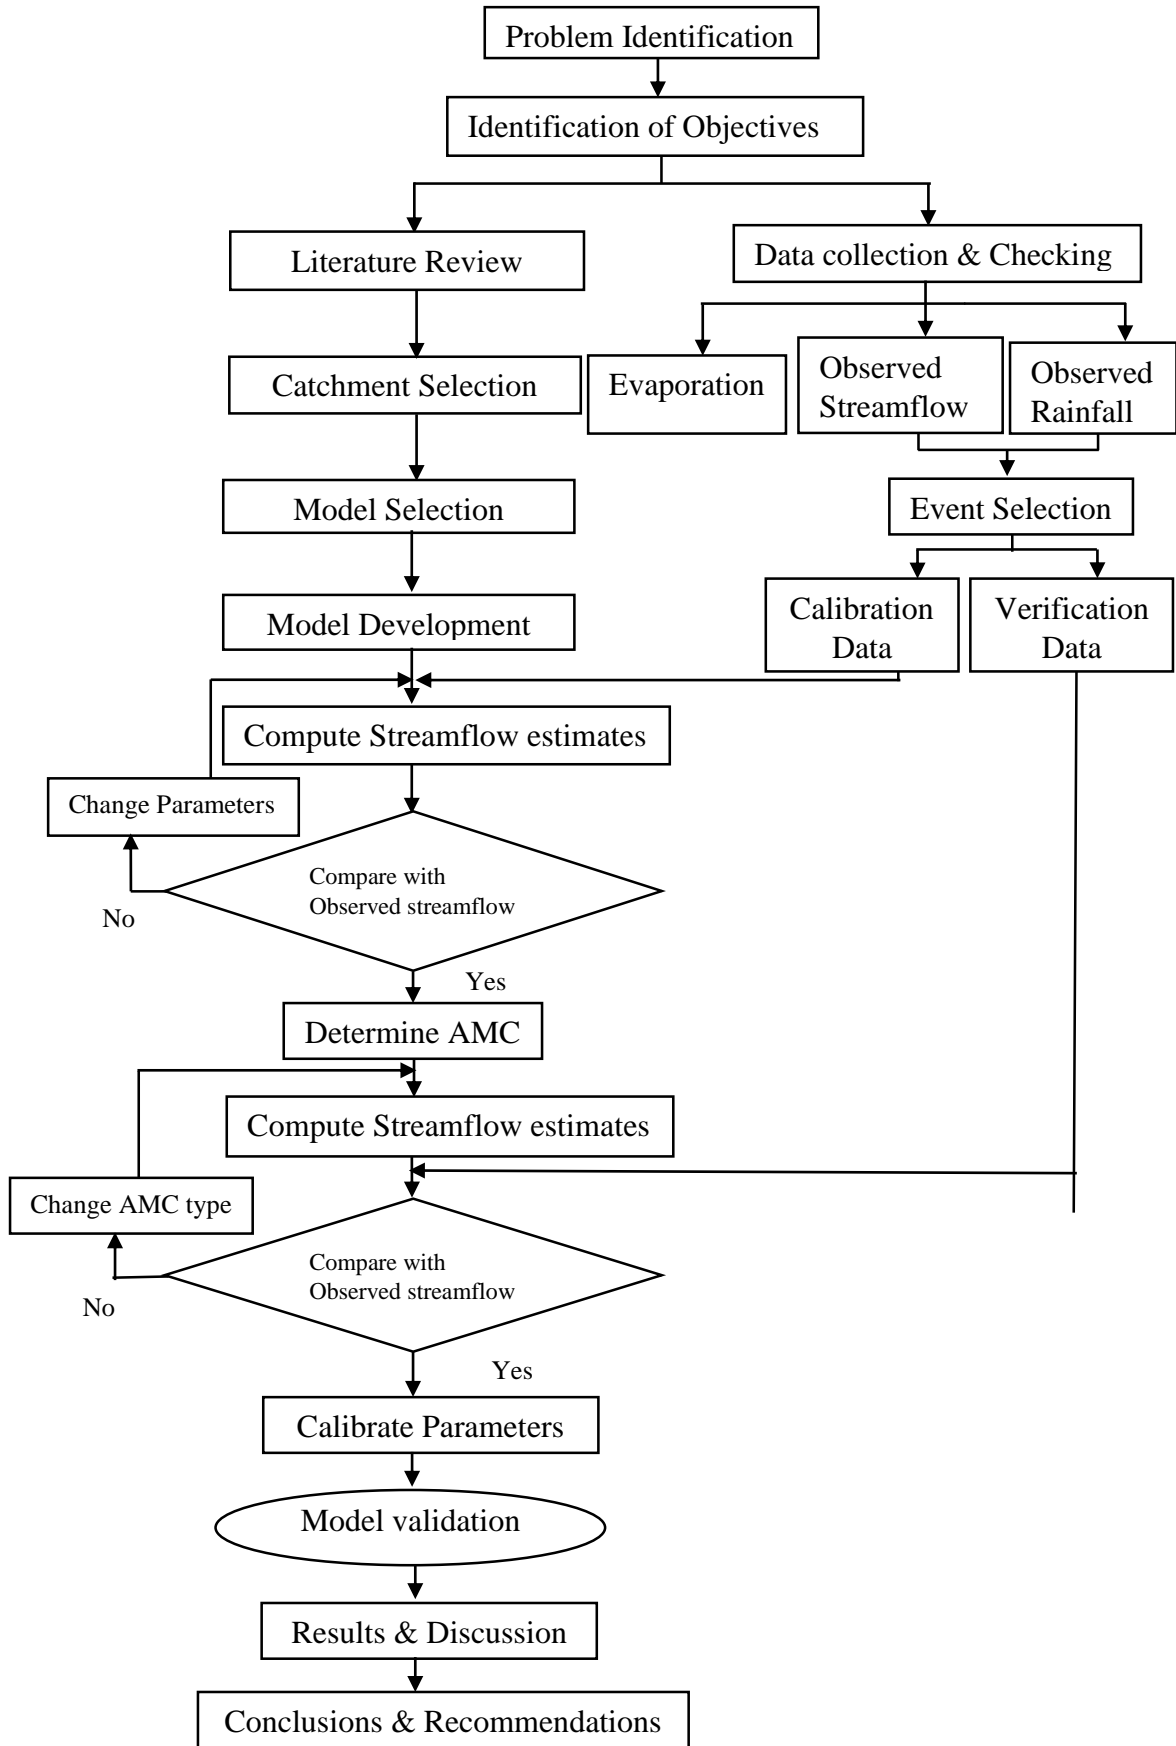 Problem Identification
Identification of Objectives
Literature Review
Data collection & Checking
Catchment Selection
Evaporation
Observed
Streamflow
Observed
Rainfall
Model Selection
Event Selection
Model Development
Calibration
Data
Verification
Data
Compute Streamflow estimates
Change Parameters
Compare with
Observed streamflow
No
Yes
Determine AMC
Compute Streamflow estimates
Change AMC type
Compare with
Observed streamflow
No
Yes
Calibrate Parameters
Model validation
Results & Discussion
Conclusions & Recommendations